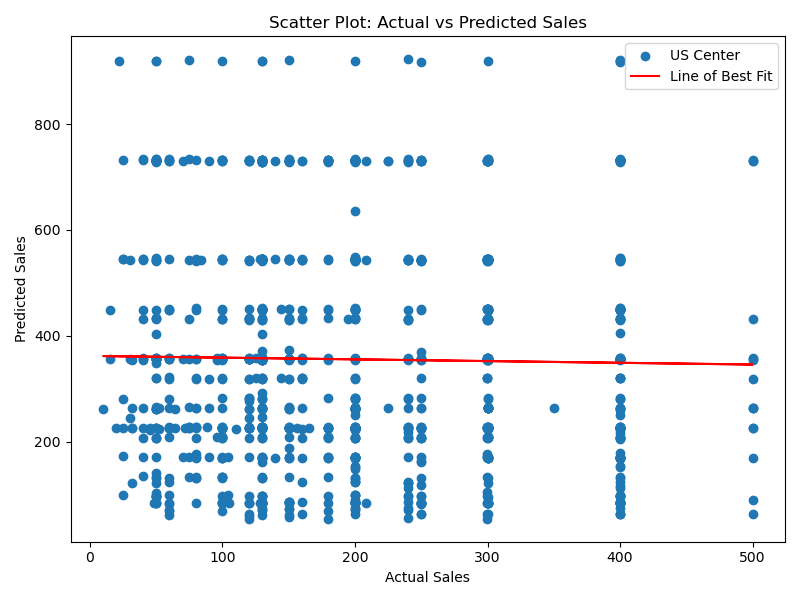 Scatter Plot: Actual vs Predicted Sales
US Center
Line of Best Fit
Predicted Sales
800
600
400
200
0 100 200 300 400 500
Actual Sales